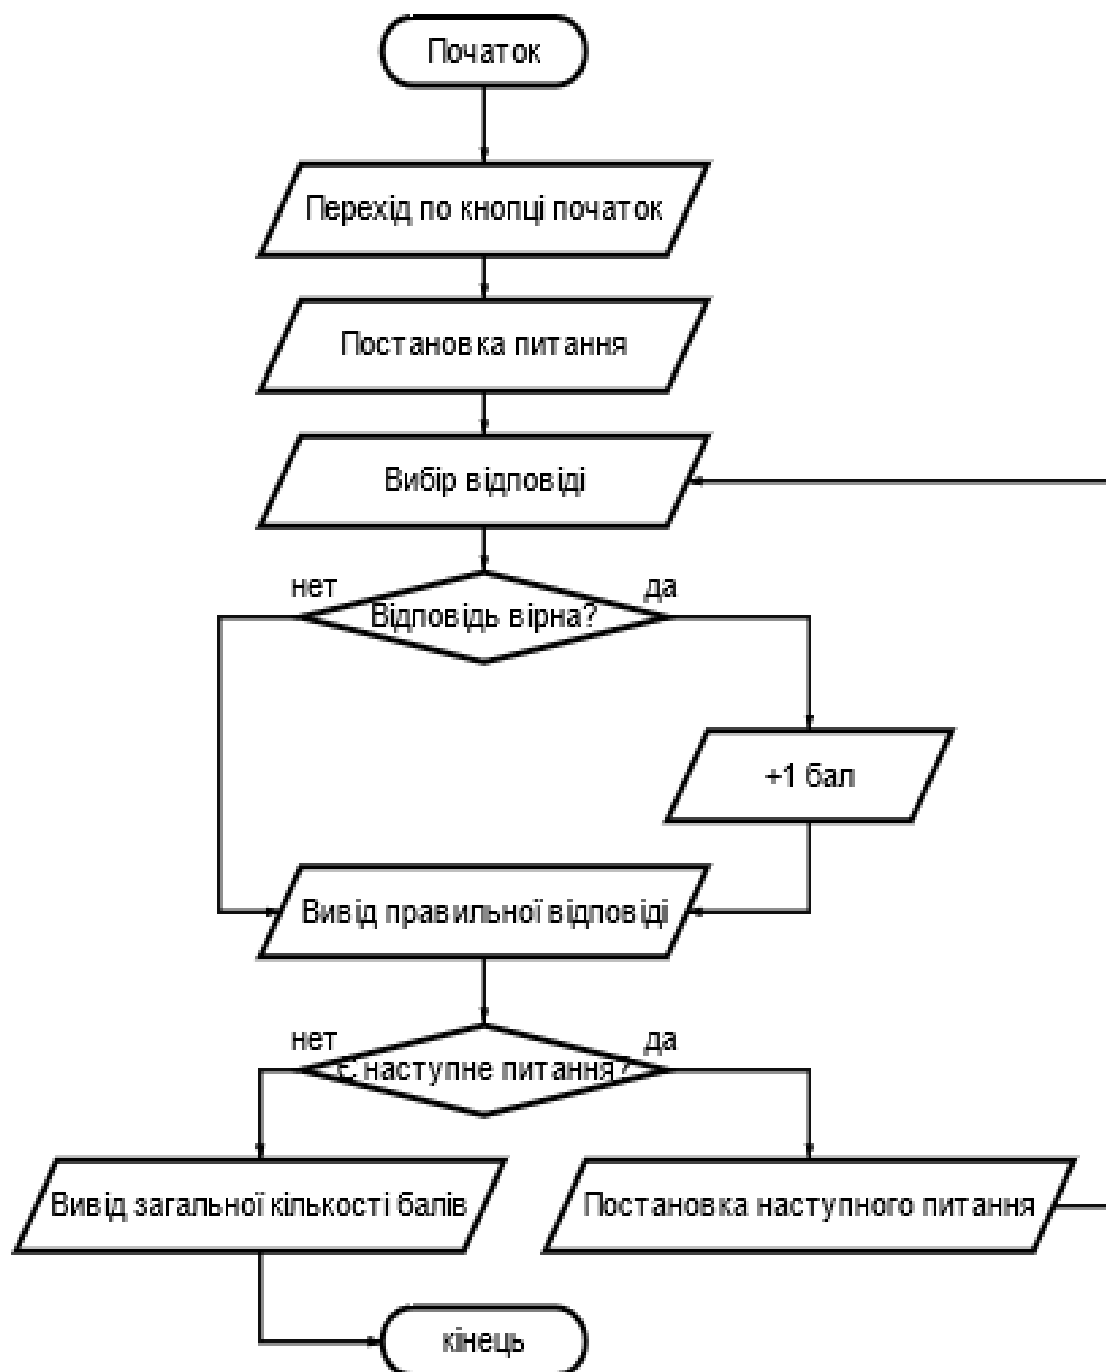 Початок
Перехід по кнопці початок
Постановка питання
Вибір відповіді
нет
да
Відповідь вірна?
+1 бал
Вивід правильної відповіді
нет
да
Є наступне питання?
Вивід загальної кількості балів
Постановка наступного питання
кінець